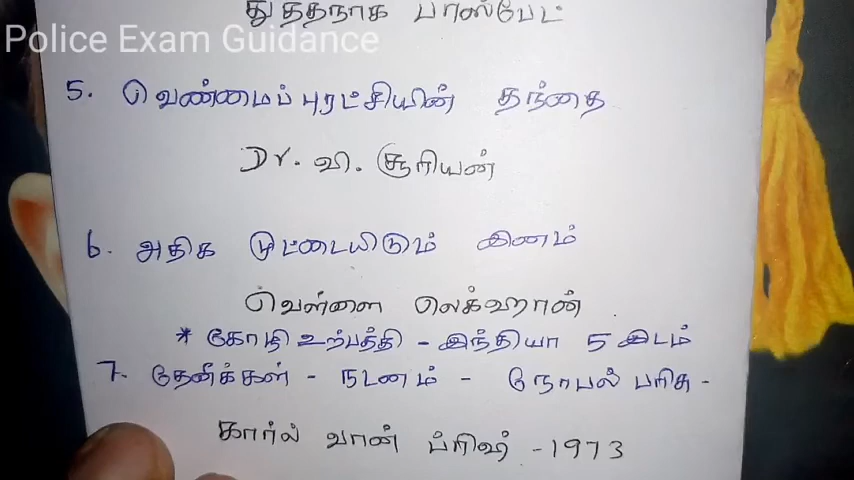 துத்தநாக பாஸ்பேட்
Police Exam Guidance
5. வெண்மைப்புரட்சியின் தந்தை
Dr. வி. சூரியன்
6. அதிக முட்டையிடும் இனம்
வெள்ளை லெக்ஹான்
* கோழி உற்பத்தி - இந்தியா 5 இடம்
7. தேனீக்கள் - நடனம் - நோபல் பரிசு -
கார்ல் வான் ப்ரிஷ் - 1973